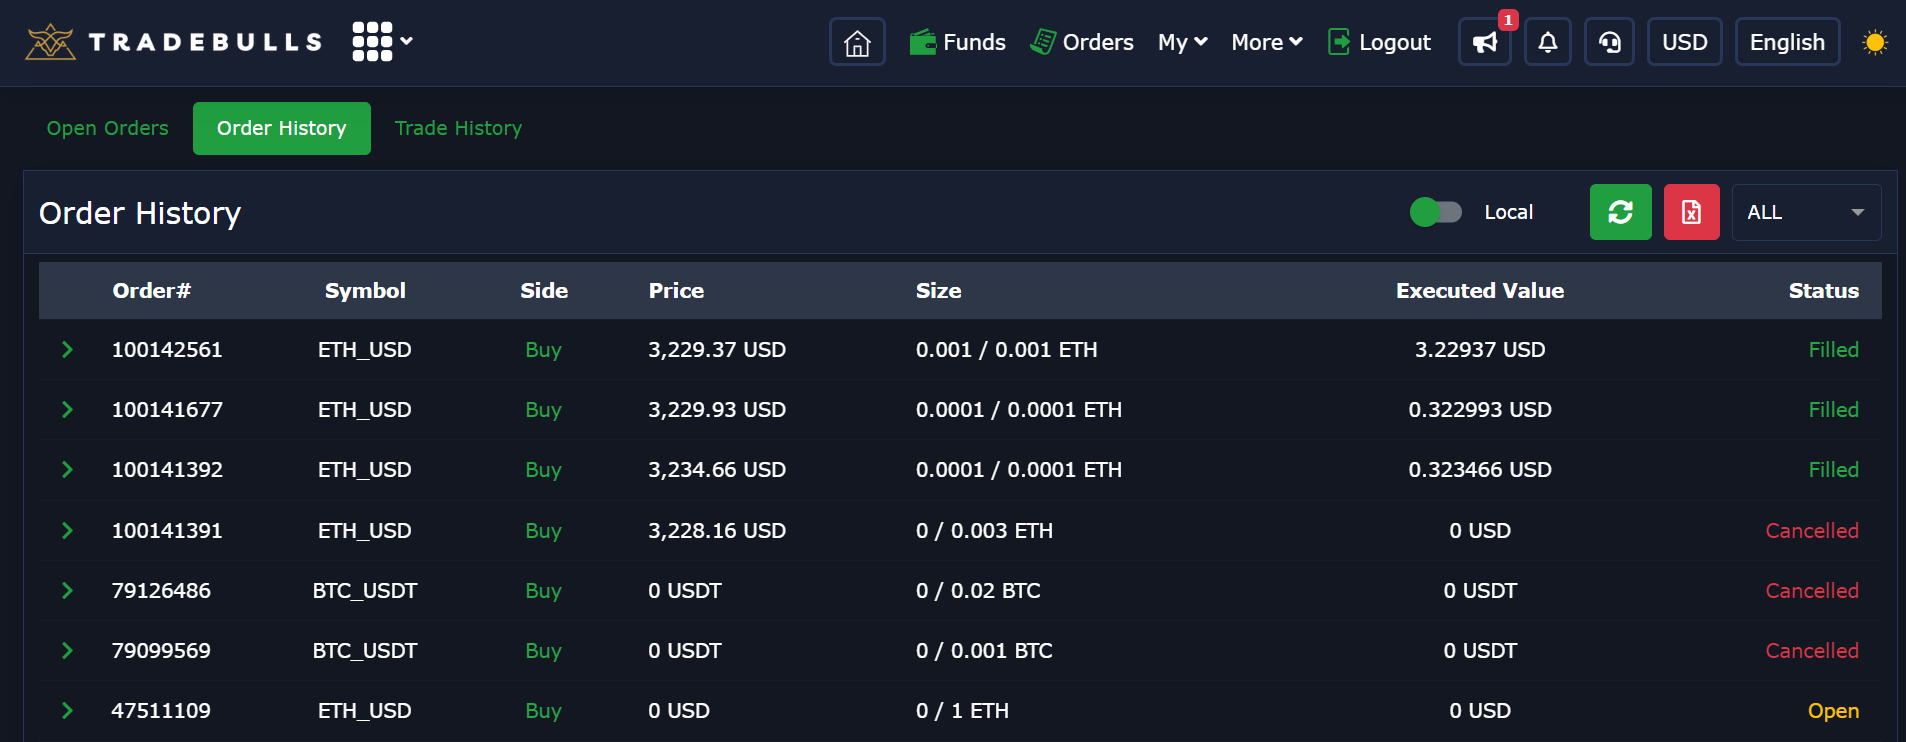 TRADEBULLS Funds Orders My More Logout 1 USD English
Open Orders Order History Trade History
Order History Local ALL
Order# Symbol Side Price Size Executed Value Status
100142561 ETH_USD Buy 3,229.37 USD 0.001 / 0.001 ETH 3.22937 USD Filled
100141677 ETH_USD Buy 3,229.93 USD 0.0001 / 0.0001 ETH 0.322993 USD Filled
100141392 ETH_USD Buy 3,234.66 USD 0.0001 / 0.0001 ETH 0.323466 USD Filled
100141391 ETH_USD Buy 3,228.16 USD 0 / 0.003 ETH 0 USD Cancelled
79126486 BTC_USDT Buy 0 USDT 0 / 0.02 BTC 0 USDT Cancelled
79099569 BTC_USDT Buy 0 USDT 0 / 0.001 BTC 0 USDT Cancelled
47511109 ETH_USD Buy 0 USD 0 / 1 ETH 0 USD Open